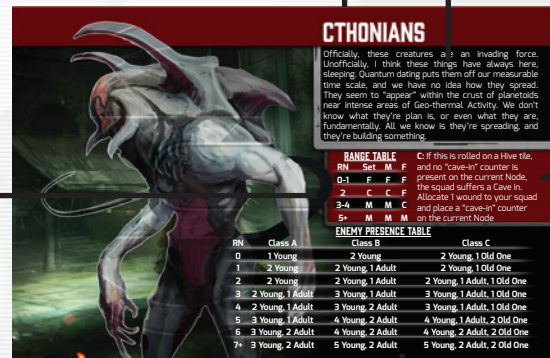 CTHONIANS
Officially, these creatures are an invading force.
Unofficially, I think these things have always here,
sleeping. Quantum dating puts them off our measurable
time scale, and we have no idea how they spread.
They seem to "appear" within the crust of planetoids
near intense areas of Geo-thermal Activity. We don't
know what they're plan is, or even what they are,
fundamentally. All we know is they're spreading, and
they're building something.
RANGE TABLE
RN Set M F
0-1 F F F
2 C C F
3-4 M M C
5+ M M M
C: If this is rolled on a Hive tile,
and no "cave-in" counter is
present on the current Node,
the squad suffers a Cave In.
Allocate 1 wound to your squad
and place a "cave-in" counter
on the current Node
ENEMY PRESENCE TABLE
RN Class A Class B Class C
0 1 Young 2 Young 2 Young, 1 Old One
1 2 Young 2 Young, 1 Adult 2 Young, 1 Old One
2 2 Young 2 Young, 1 Adult 2 Young, 1 Adult, 1 Old One
3 2 Young, 1 Adult 3 Young, 1 Adult 3 Young, 1 Adult, 1 Old One
4 2 Young, 1 Adult 3 Young, 2 Adult 3 Young, 1 Adult, 1 Old One
5 3 Young, 1 Adult 4 Young, 2 Adult 4 Young, 1 Adult, 2 Old One
6 3 Young, 2 Adult 4 Young, 2 Adult 4 Young, 2 Adult, 2 Old One
7+ 3 Young, 2 Adult 5 Young, 2 Adult 5 Young, 2 Adult, 2 Old One